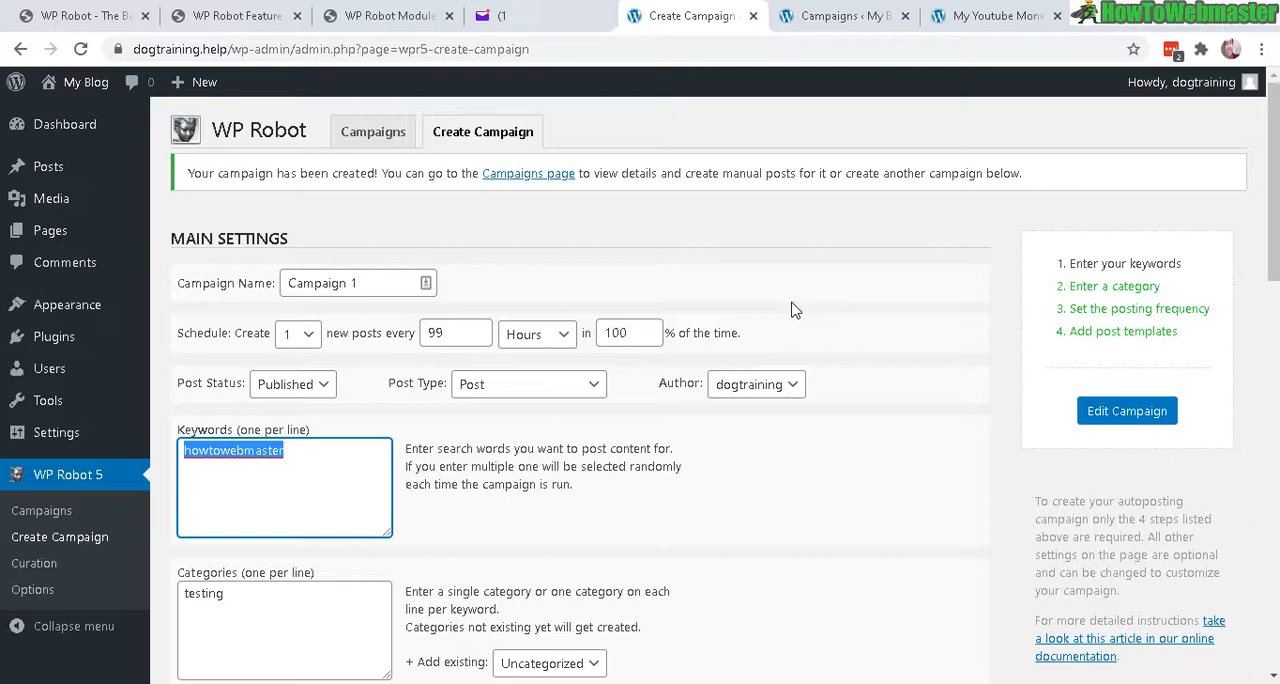 WP Robot - The Bu
WP Robot Feature
WP Robot Module
(1
Create Campaign
Campaigns ‹ My B
My Youtube Mone
HowToWebmaster
dogtraining.help/wp-admin/admin.php?page=wpr5-create-campaign
2
My Blog
0
New
Howdy, dogtraining
Dashboard
Posts
Media
Pages
Comments
Appearance
Plugins
Users
Tools
Settings
WP Robot 5
Campaigns
Create Campaign
Curation
Options
Collapse menu
WP Robot
Campaigns
Create Campaign
Your campaign has been created! You can go to the Campaigns page to view details and create manual posts for it or create another campaign below.
MAIN SETTINGS
Campaign Name: Campaign 1
Schedule: Create 1 new posts every 99 Hours in 100 % of the time.
Post Status: Published Post Type: Post Author: dogtraining
Keywords (one per line)
howtowebmaster
Enter search words you want to post content for.
If you enter multiple one will be selected randomly
each time the campaign is run.
Categories (one per line)
testing
Enter a single category or one category on each
line per keyword.
Categories not existing yet will get created.
+ Add existing: Uncategorized
1. Enter your keywords
2. Enter a category
3. Set the posting frequency
4. Add post templates
Edit Campaign
To create your autoposting
campaign only the 4 steps listed
above are required. All other
settings on the page are optional
and can be changed to customize
your campaign.
For more detailed instructions take
a look at this article in our online
documentation.